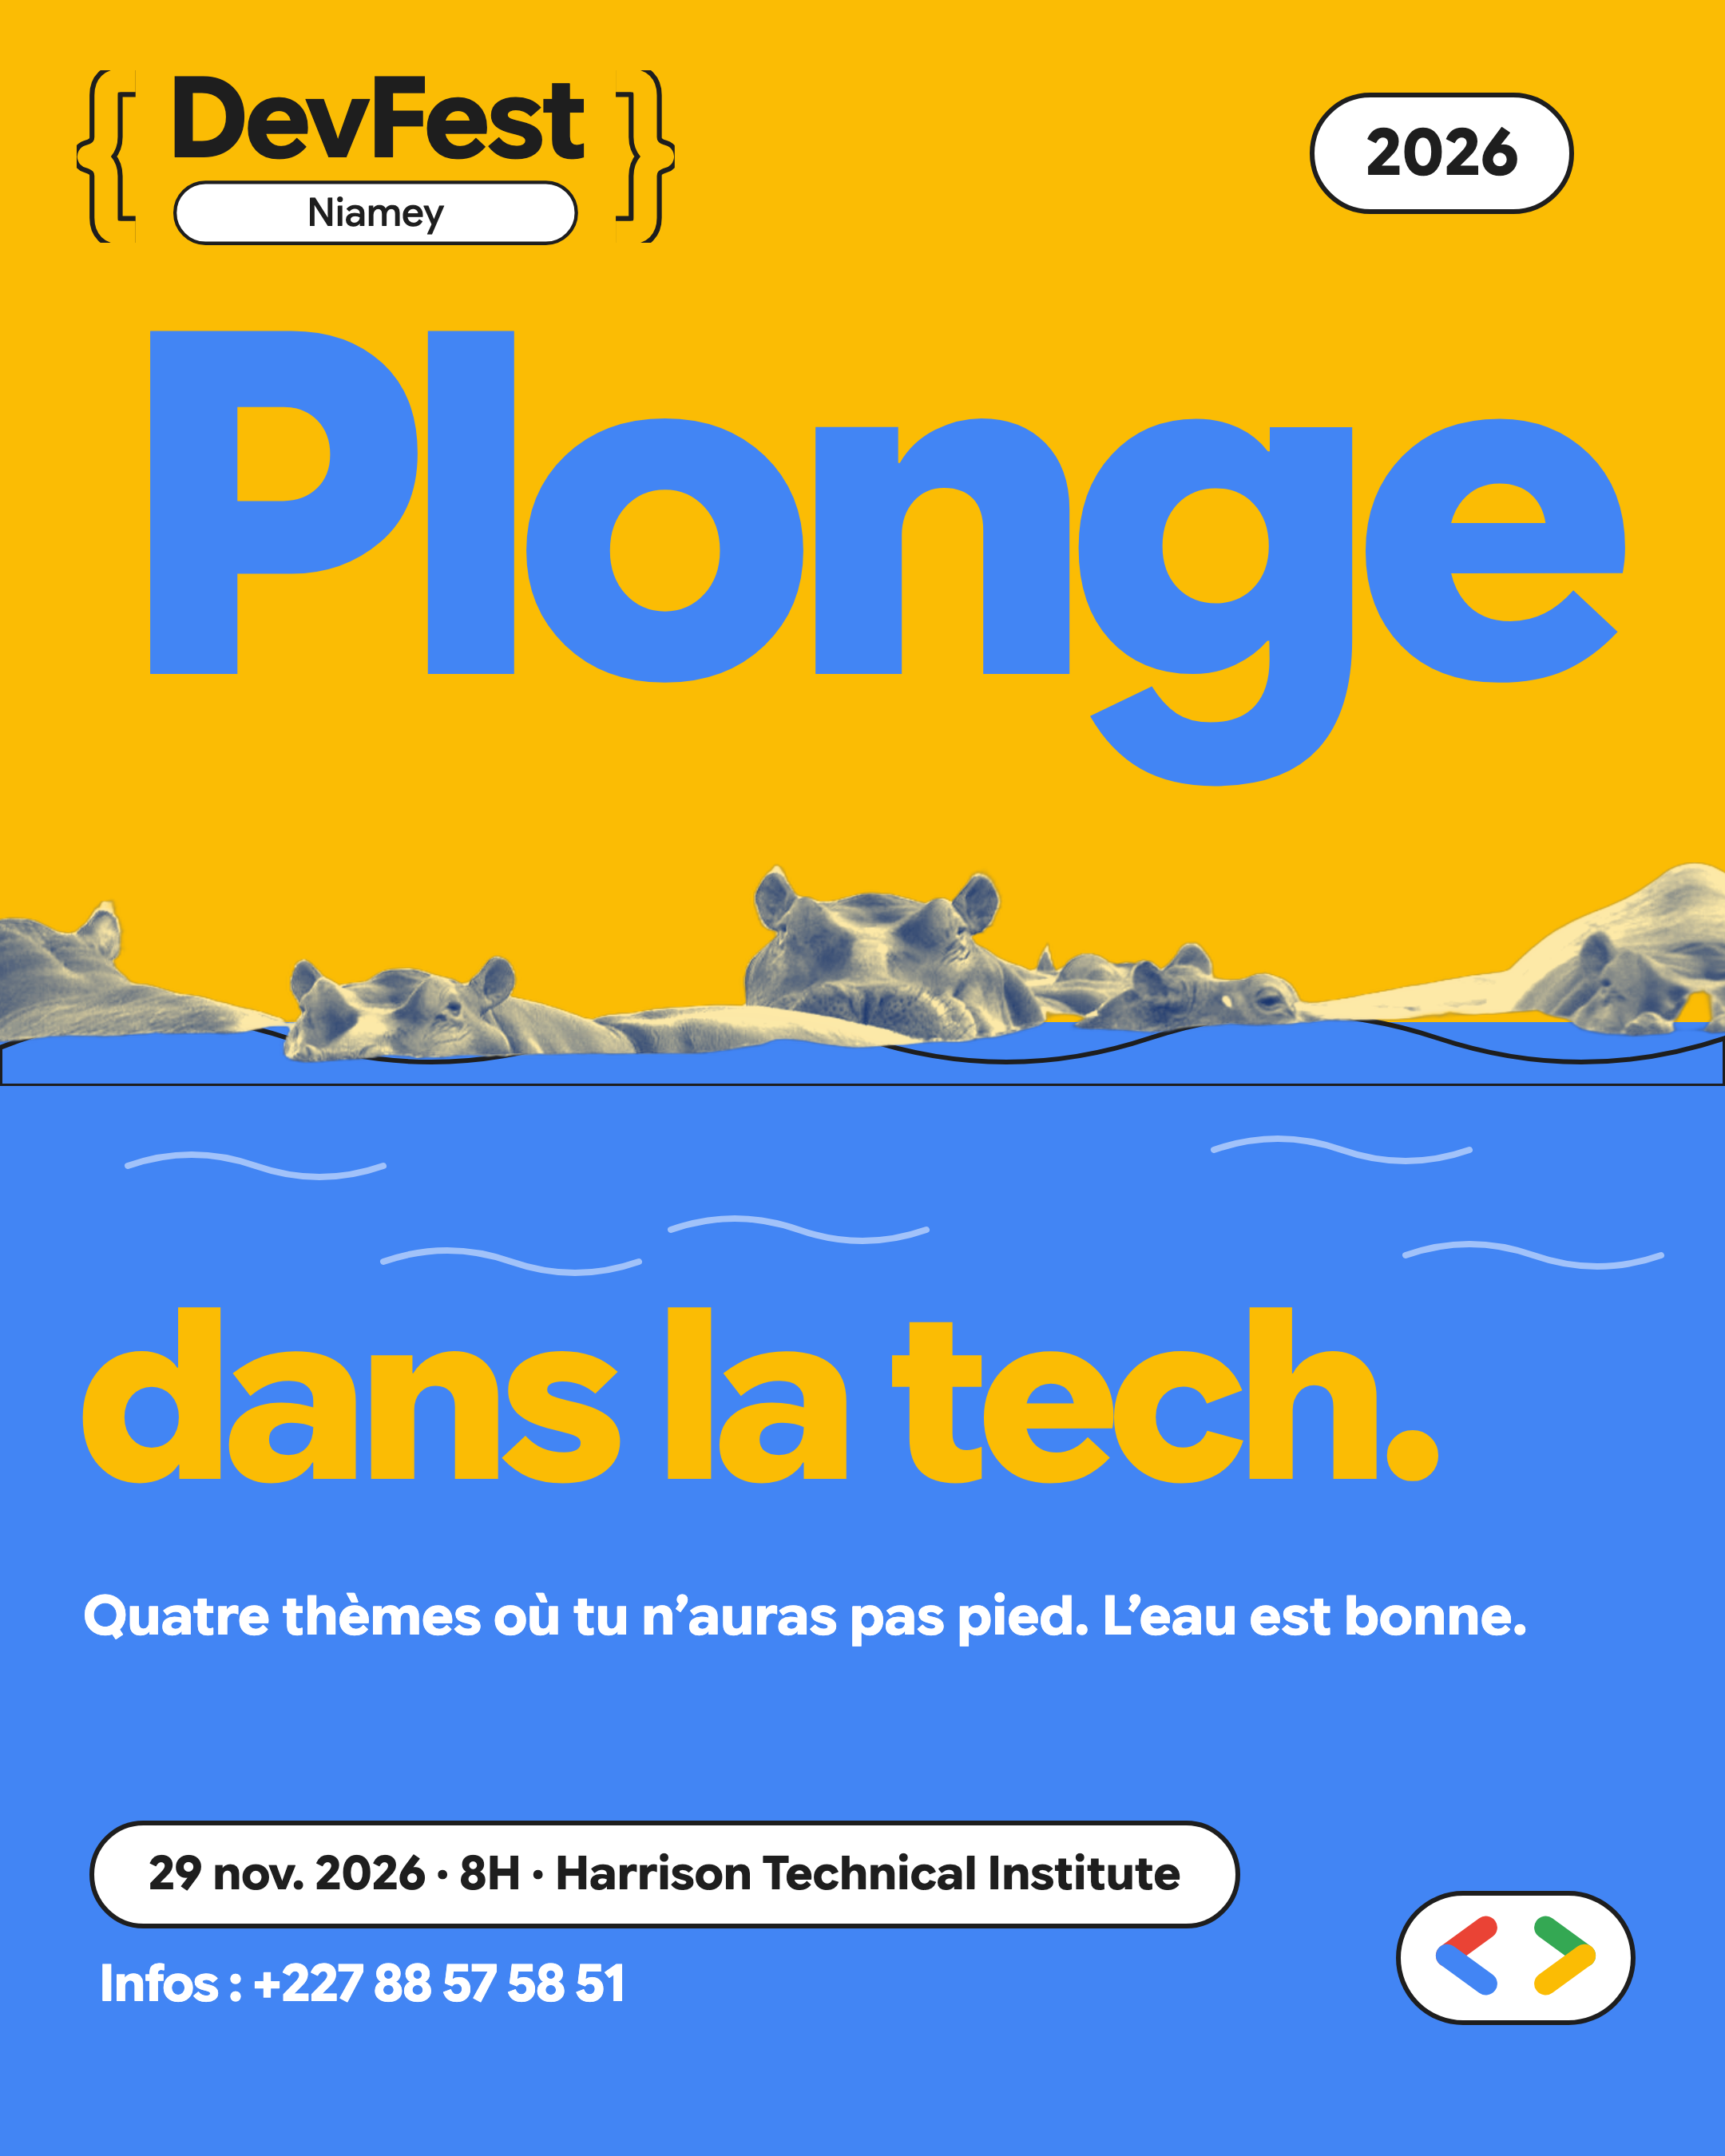 DevFest
Niamey
2026
Plonge
dans la tech.
Quatre thèmes où tu n’auras pas pied. L’eau est bonne.
29 nov. 2026 · 8H · Harrison Technical Institute
Infos : +227 88 57 58 51